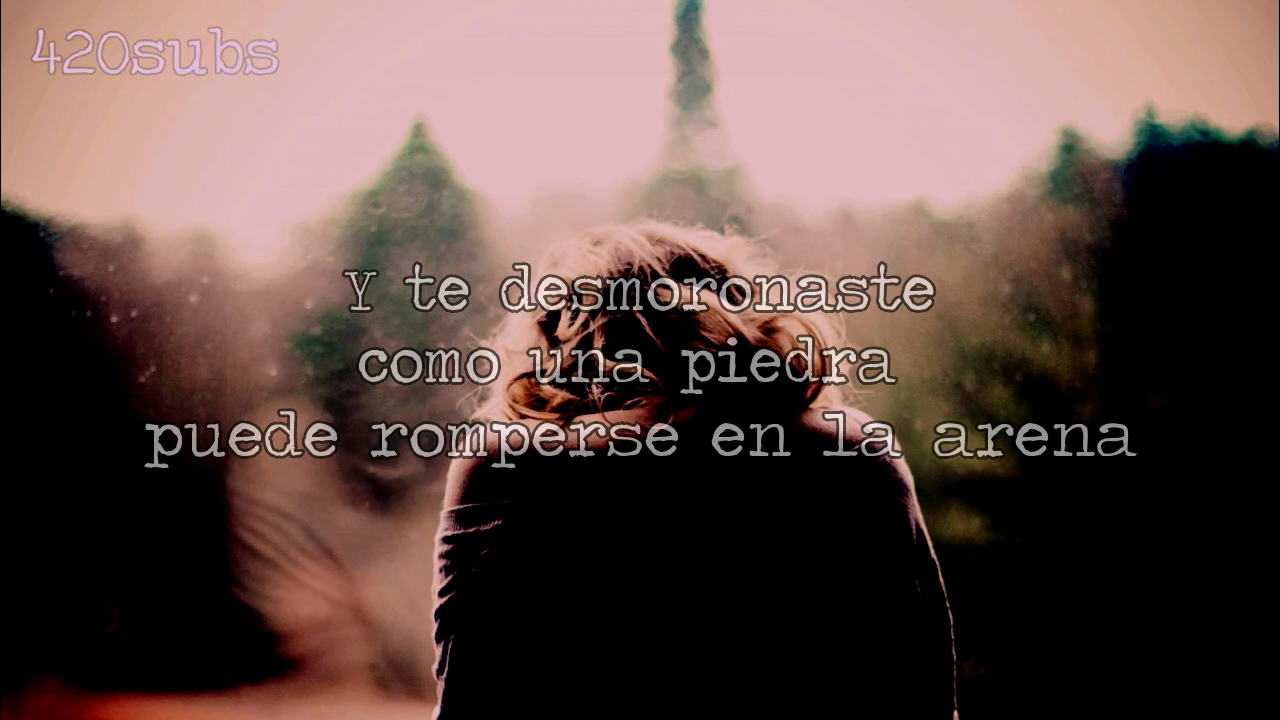 420subs
Y te desmoronaste
como una piedra
puede romperse en la arena